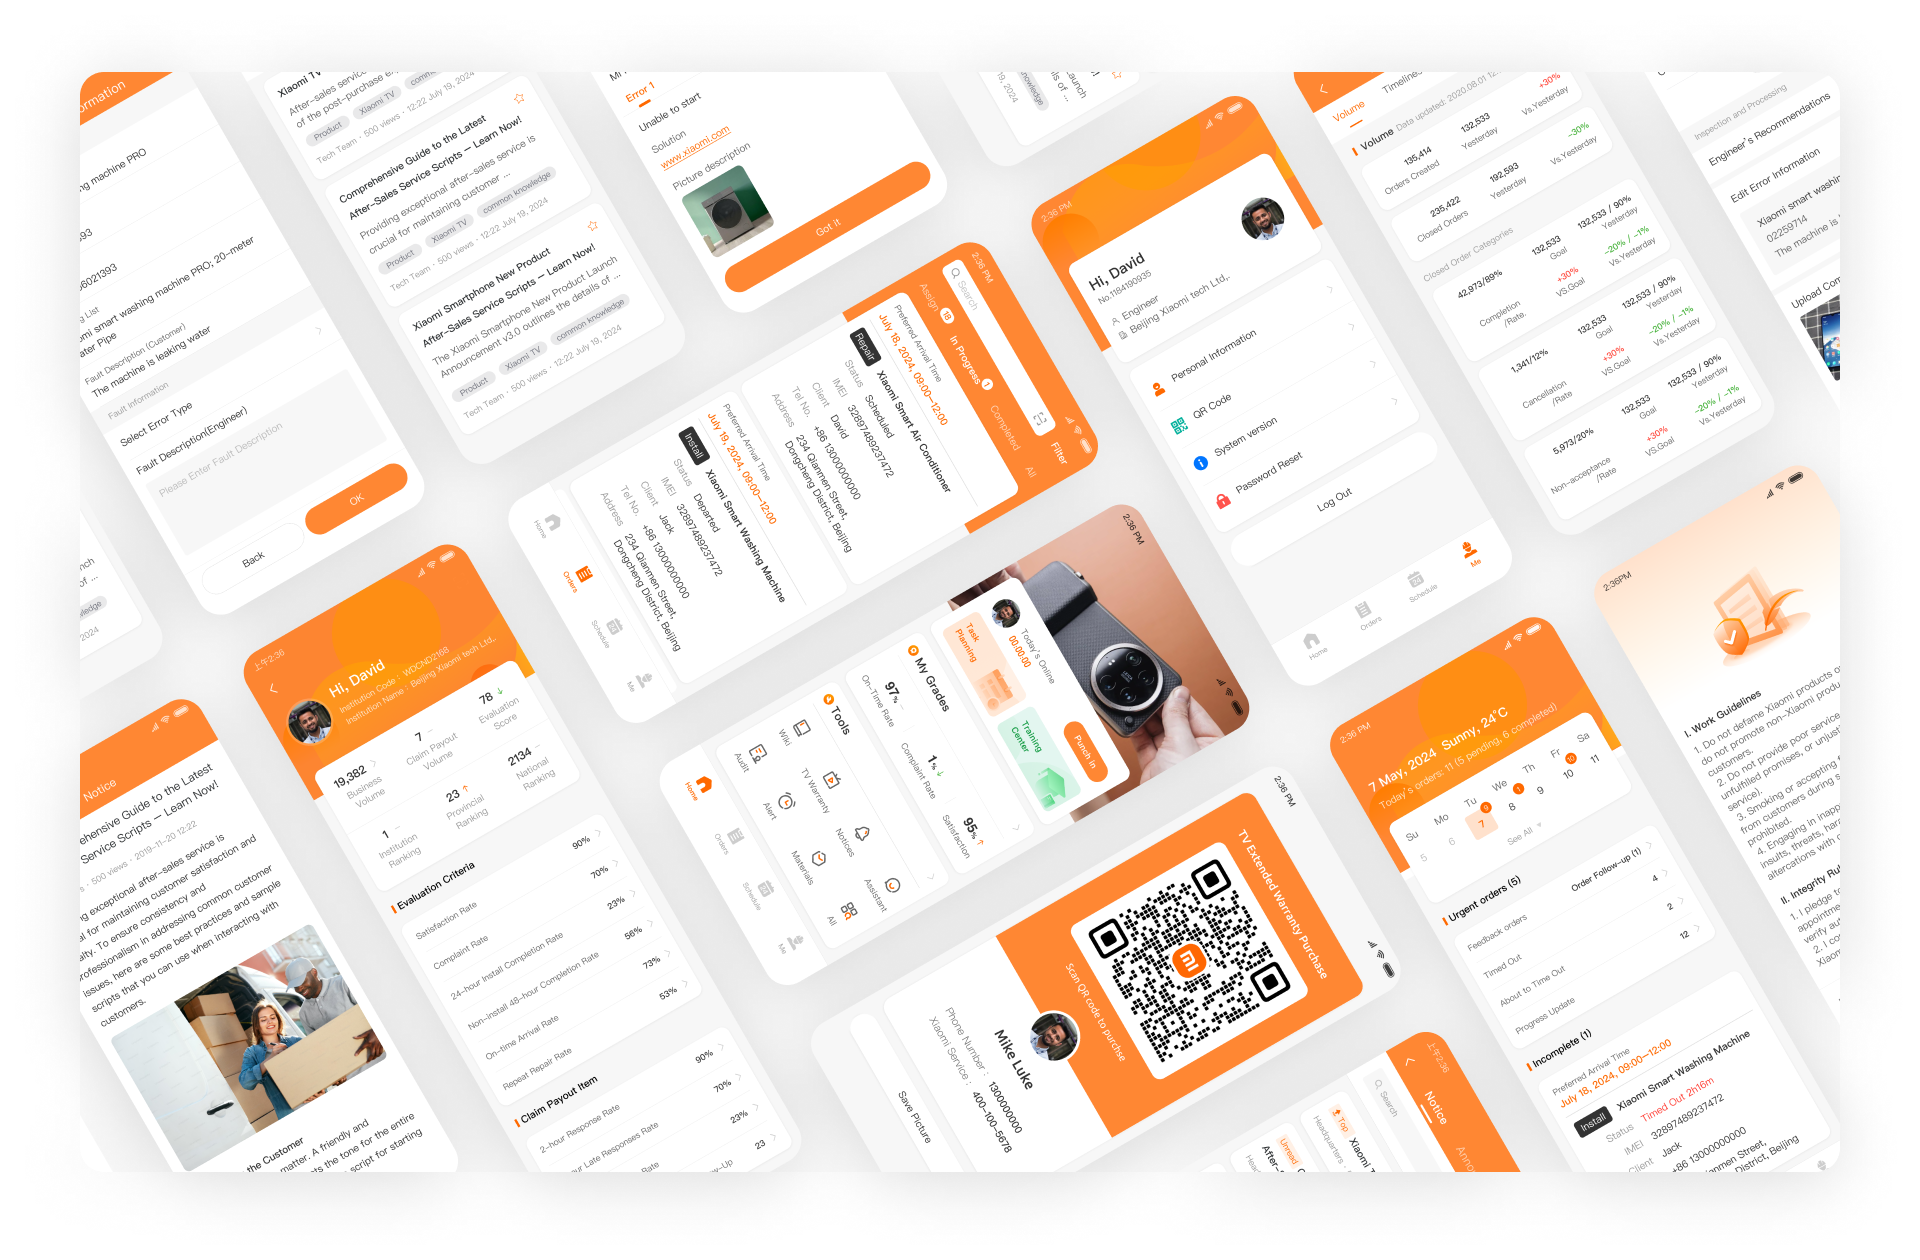 ormation
ng machine PRO
393
60021393
g List
omi smart washing machine PRO; 20-meter
ater Pipe
Fault Description (Customer)
The machine is leaking water
Fault Information
Select Error Type
Fault Description(Engineer)
Please Enter Fault Description
OK
Back
Xiaomi TV
After-sales service
of the post-purchase
Product
Xiaomi TV
Tech Team · 500 views · 12:22 July 19, 2024
Comprehensive Guide to the Latest
After-Sales Service Scripts – Learn Now!
Providing exceptional after-sales service is
crucial for maintaining customer ...
Product
Xiaomi TV
common knowledge
Tech Team · 500 views · 12:22 July 19, 2024
Xiaomi Smartphone New Product
After-Sales Service Scripts – Learn Now!
The Xiaomi Smartphone New Product Launch
Announcement v3.0 outlines the details of ...
Product
Xiaomi TV
common knowledge
Tech Team · 500 views · 12:22 July 19, 2024
Error 1
Unable to start
Solution
www.xiaomi.com
Picture description
Got it
2:36 PM
Search
Filter
Assign 18
In Progress 1
Completed
All
Preferred Arrival Time
July 18, 2024, 09:00–12:00
Repair
Xiaomi Smart Air Conditioner
Status Scheduled
IMEI 32897489237472
Client David
Tel No. +86 13000000000
Address 234 Qianmen Street,
Dongcheng District, Beijing
Preferred Arrival Time
July 19, 2024, 09:00–12:00
Install
Xiaomi Smart Washing Machine
Status Departed
IMEI 32897489237472
Client Jack
Tel No. +86 13000000000
Address 234 Qianmen Street,
Dongcheng District, Beijing
Home
Orders
Schedule
Me
2:36 PM
Hi, David
No.1184190935
Engineer
Beijing Xiaomi tech Ltd,.
Personal Information
QR Code
System version
Password Reset
Log Out
Home
Orders
Schedule
Me
Volume
Timelines
Volume Data updated: 2020.08.01 12:
135,414
Orders Created
132,533
Yesterday
+30%
Vs.Yesterday
235,422
Closed Orders
192,593
Yesterday
-30%
Vs.Yesterday
Closed Order Categories
42,973/89%
Completion
/Rate.
132,533
Goal
+30%
VS.Goal
132,533 / 90%
Yesterday
-20% / -1%
Vs.Yesterday
1,341/12%
Cancellation
/Rate
132,533
Goal
+30%
VS.Goal
132,533 / 90%
Yesterday
-20% / -1%
Vs.Yesterday
5,973/20%
Non-acceptance
/Rate
132,533
Goal
+30%
VS.Goal
132,533 / 90%
Yesterday
-20% / -1%
Vs.Yesterday
Inspection and Processing
Engineer's Recommendations
Edit Error Information
Xiaomi smart washing
02259714
The machine is
Upload Com
上午2:36
Hi, David
Institution Code : WDCND2168
Institution Name : Beijing Xiaomi tech Ltd,.
19,382
Business
Volume
7
Claim Payout
Volume
78
Evaluation
Score
1
Institution
Ranking
23
Provincial
Ranking
2134
National
Ranking
Evaluation Criteria
Satisfaction Rate 90%
Complaint Rate 70%
24-hour Install Completion Rate 23%
Non-install 48-hour Completion Rate 56%
On-time Arrival Rate 73%
Repeat Repair Rate 53%
Claim Payout Item
2-hour Response Rate 90%
ur Late Responses Rate 70%
Rate 23%
w-Up 23
Notice
ehensive Guide to the Latest
Service Scripts – Learn Now!
500 views · 2019-11-20 12:22
g exceptional after-sales service is
al for maintaining customer satisfaction and
alty. To ensure consistency and
rofessionalism in addressing common customer
issues, here are some best practices and sample
scripts that you can use when interacting with
customers.
the Customer
matter. A friendly and
ts the tone for the entire
script for starting
2:36 PM
Today's Online
00:00:00
Punch in
Task
Planning
Training
Center
My Grades
97%
On-Time Rate
1%
Complaint Rate
95%
Satisfaction
Tools
Wiki
TV Warranty
Notices
Assistant
Audit
Alert
Materials
All
Home
Orders
Schedule
Me
2:36 PM
TV Extended Warranty Purchase
Scan QR code to purchse
Mike Luke
Phone Number : 13000000000
Xiaomi Service : 400-100-5678
Save Picture
上午2:36
Notice
Search
Top
Xiaomi
Headquarters
Unread
After-
2:36 PM
7 May, 2024 Sunny, 24°C
Today's orders: 11 (5 pending, 6 completed)
Su
Mo
Tu
We
Th
Fr
Sa
5
6
7
8
9
10
11
9
1
10
See All
Urgent orders (5)
Order Follow-up (1)
Feedback orders 4
Timed Out 2
About to Time Out 12
Progress Update
Incomplete (1)
Preferred Arrival Time
July 18, 2024, 09:00–12:00
Install
Xiaomi Smart Washing Machine
Status Timed Out 2h16m
IMEI 32897489237472
Client Jack
+86 13000000000
anmen Street,
District, Beijing
2:36PM
I. Work Guidelines
1. Do not defame Xiaomi products or
do not promote non-Xiaomi produ
customers.
2. Do not provide poor service
unfulfilled promises, or unjust
service).
3. Smoking or accepting
from customers during
prohibited.
4. Engaging in inapp
insults, threats, har
altercations with
II. Integrity Ru
1. I pledge to
appointme
verify au
2. I co
Xiaom